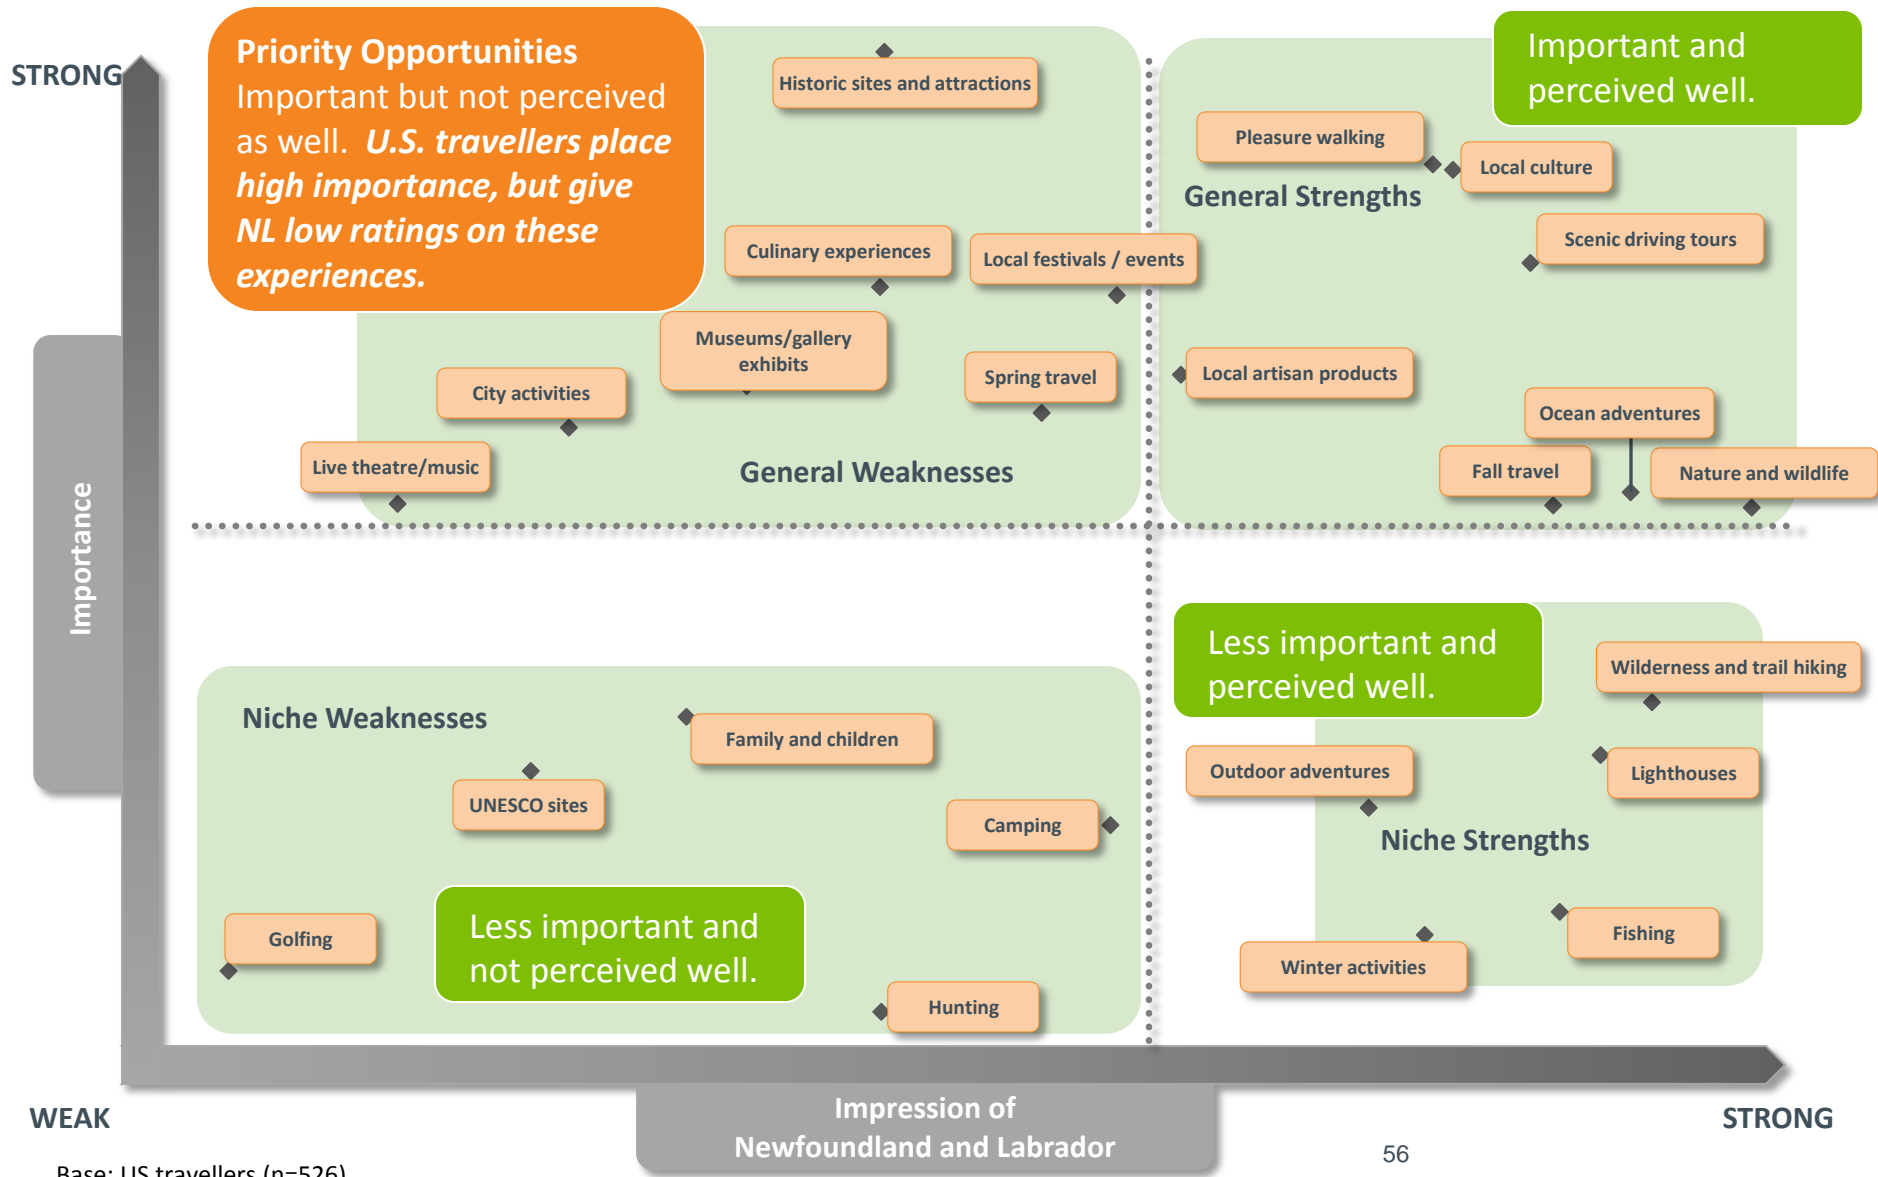 STRONG
Priority Opportunities
Important but not perceived
as well. U.S. travellers place
high importance, but give
NL low ratings on these
experiences.
Historic sites and attractions
Important and
perceived well.
Pleasure walking
Local culture
General Strengths
Scenic driving tours
Culinary experiences
Local festivals / events
Museums/gallery
exhibits
Spring travel
Local artisan products
City activities
Ocean adventures
Live theatre/music
General Weaknesses
Fall travel
Nature and wildlife
Importance
Less important and
perceived well.
Wilderness and trail hiking
Niche Weaknesses
Family and children
Outdoor adventures
Lighthouses
UNESCO sites
Camping
Niche Strengths
Golfing
Less important and
not perceived well.
Fishing
Winter activities
Hunting
WEAK
Impression of
Newfoundland and Labrador
STRONG
56
Base: US travellers (n=526)